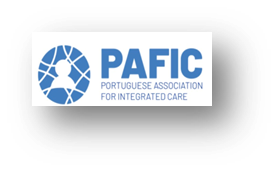 PAFIC
PORTUGUESE ASSOCIATION
FOR INTEGRATED CARE